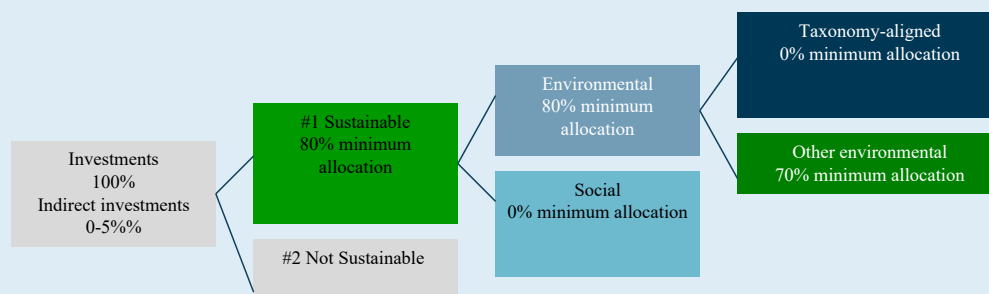 Investments
100%
Indirect investments
0-5%%
#1 Sustainable
80% minimum
allocation
#2 Not Sustainable
Environmental
80% minimum
allocation
Social
0% minimum allocation
Taxonomy-aligned
0% minimum allocation
Other environmental
70% minimum allocation